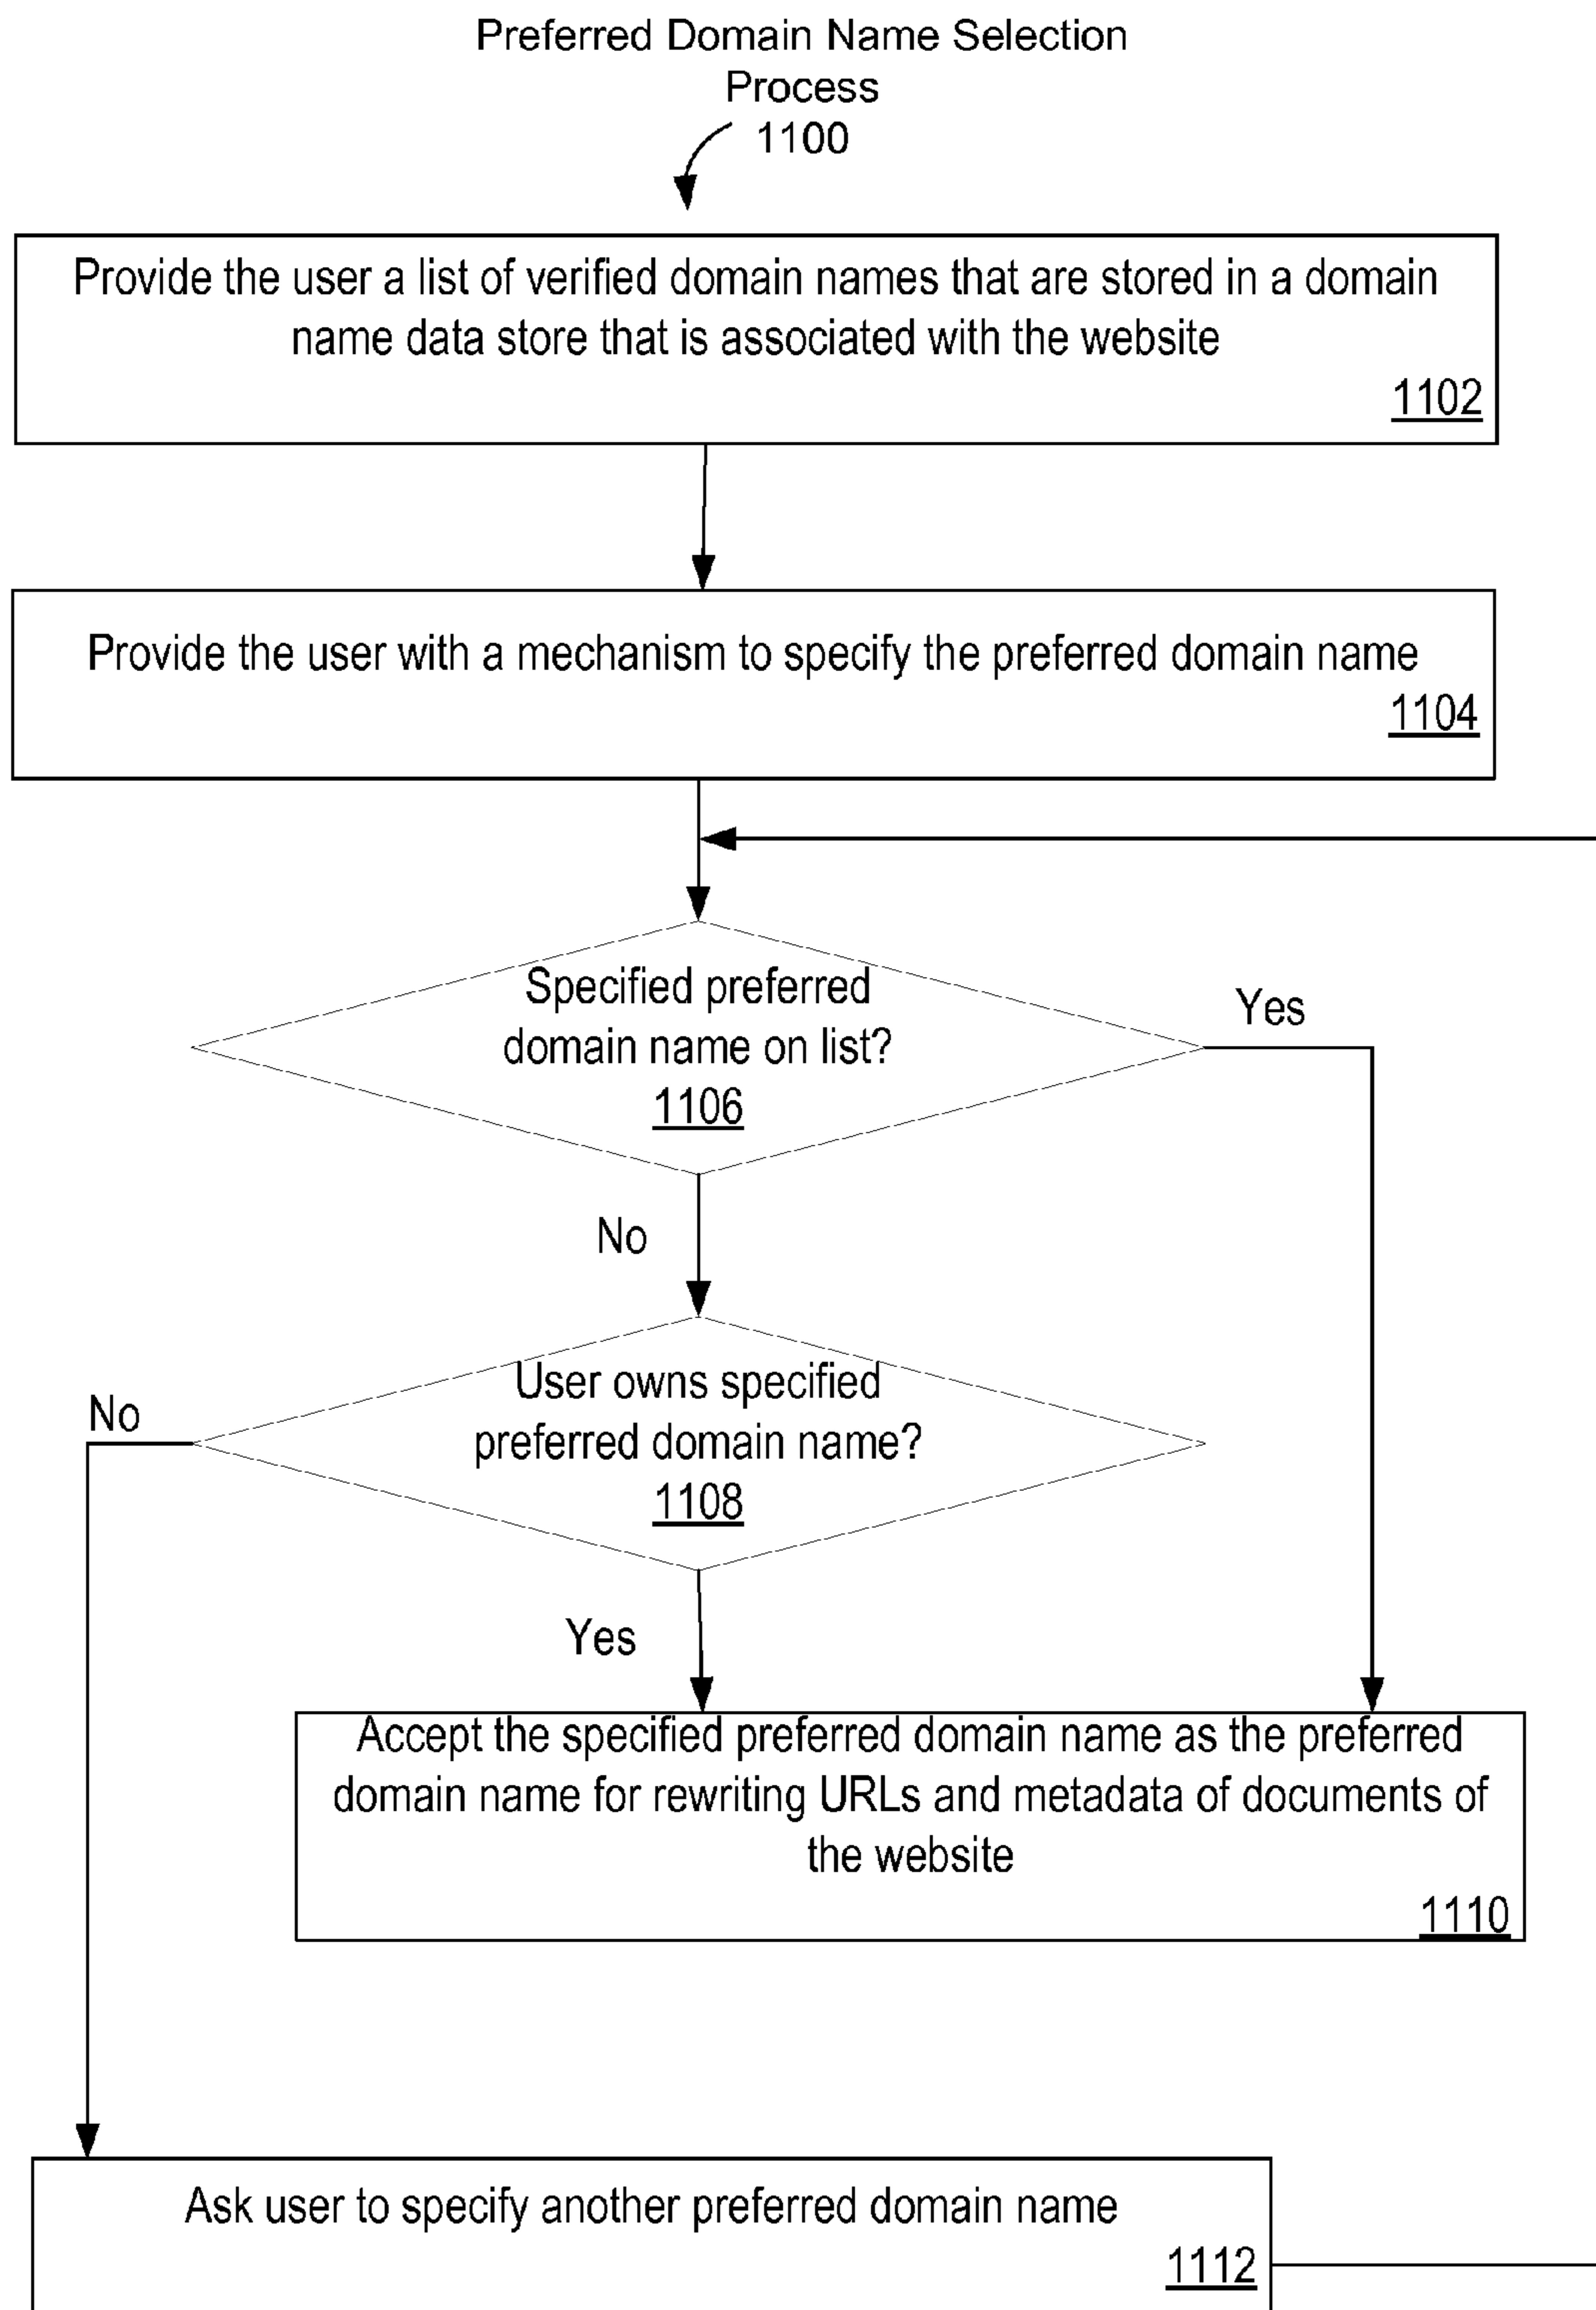 Preferred Domain Name Selection
Process
1100
Provide the user a list of verified domain names that are stored in a domain
name data store that is associated with the website
1102
Provide the user with a mechanism to specify the preferred domain name
1104
Specified preferred
domain name on list?
1106
Yes
No
User owns specified
preferred domain name?
1108
No
Yes
Accept the specified preferred domain name as the preferred
domain name for rewriting URLs and metadata of documents of
the website
1110
Ask user to specify another preferred domain name
1112